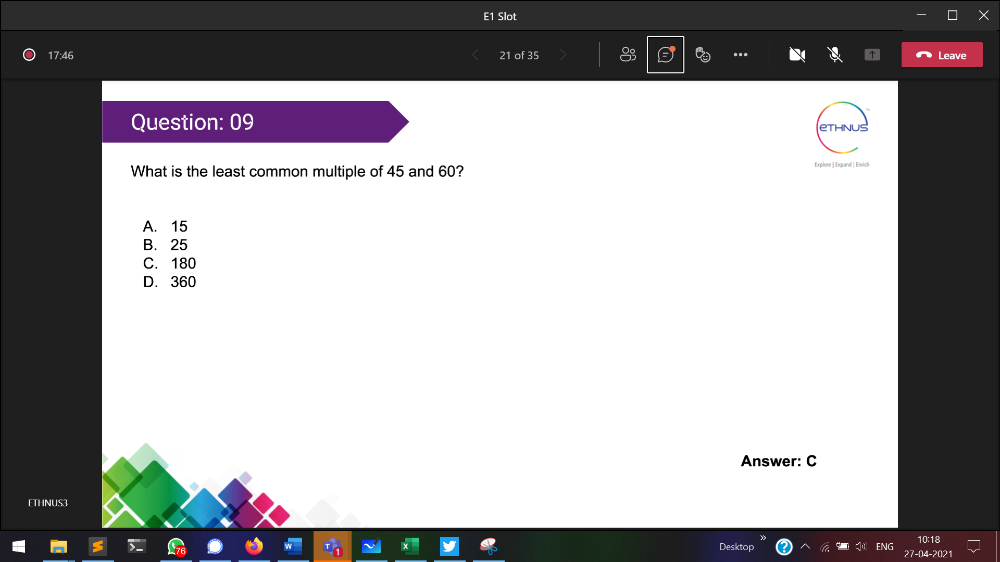 E1 Slot
17:46
21 of 35
Leave
Question: 09
eTHNUS
TM
Explore | Expand | Enrich
What is the least common multiple of 45 and 60?
A. 15
B. 25
C. 180
D. 360
Answer: C
ETHNUS3
76
W
T
1
X
Desktop
ENG
10:18
27-04-2021